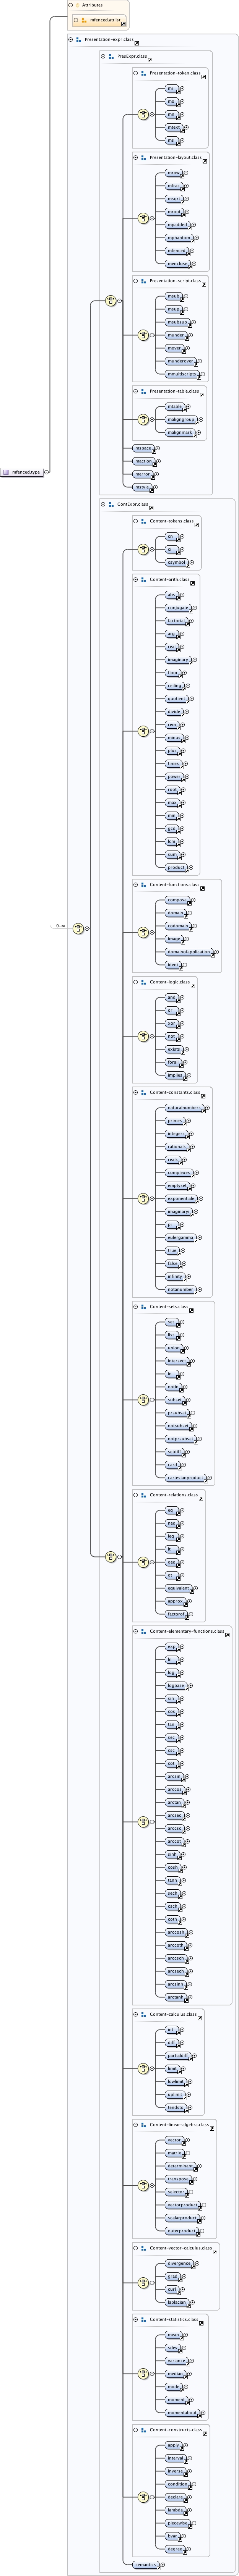 Attributes
mfenced.attlist
Presentation-expr.class
PresExpr.class
Presentation-token.class
mi
mo
mn
mtext
ms
Presentation-layout.class
mrow
mfrac
msqrt
mroot
mpadded
mphantom
mfenced
menclose
Presentation-script.class
msub
msup
msubsup
munder
mover
munderover
mmultiscripts
Presentation-table.class
mtable
maligngroup
malignmark
mspace
maction
merror
mstyle
mfenced.type
ContExpr.class
Content-tokens.class
cn
ci
csymbol
Content-arith.class
abs
conjugate
factorial
arg
real
imaginary
floor
ceiling
quotient
divide
rem
minus
plus
times
power
root
max
min
gcd
lcm
sum
product
0..∞
Content-functions.class
compose
domain
codomain
image
domainofapplication
ident
Content-logic.class
and
or
xor
not
exists
forall
implies
Content-constants.class
naturalnumbers
primes
integers
rationals
reals
complexes
emptyset
exponentiale
imaginaryi
pi
eulergamma
true
false
infinity
notanumber
Content-sets.class
set
list
union
intersect
in
notin
subset
prsubset
notsubset
notprsubset
setdiff
card
cartesianproduct
Content-relations.class
eq
neq
leq
lt
geq
gt
equivalent
approx
factorof
Content-elementary-functions.class
exp
ln
log
logbase
sin
cos
tan
sec
csc
cot
arcsin
arccos
arctan
arcsec
arccsc
arccot
sinh
cosh
tanh
sech
csch
coth
arccosh
arccoth
arccsch
arcsech
arcsinh
arctanh
Content-calculus.class
int
diff
partialdiff
limit
lowlimit
uplimit
tendsto
Content-linear-algebra.class
vector
matrix
determinant
transpose
selector
vectorproduct
scalarproduct
outerproduct
Content-vector-calculus.class
divergence
grad
curl
laplacian
Content-statistics.class
mean
sdev
variance
median
mode
moment
momentabout
Content-constructs.class
apply
interval
inverse
condition
declare
lambda
piecewise
bvar
degree
semantics